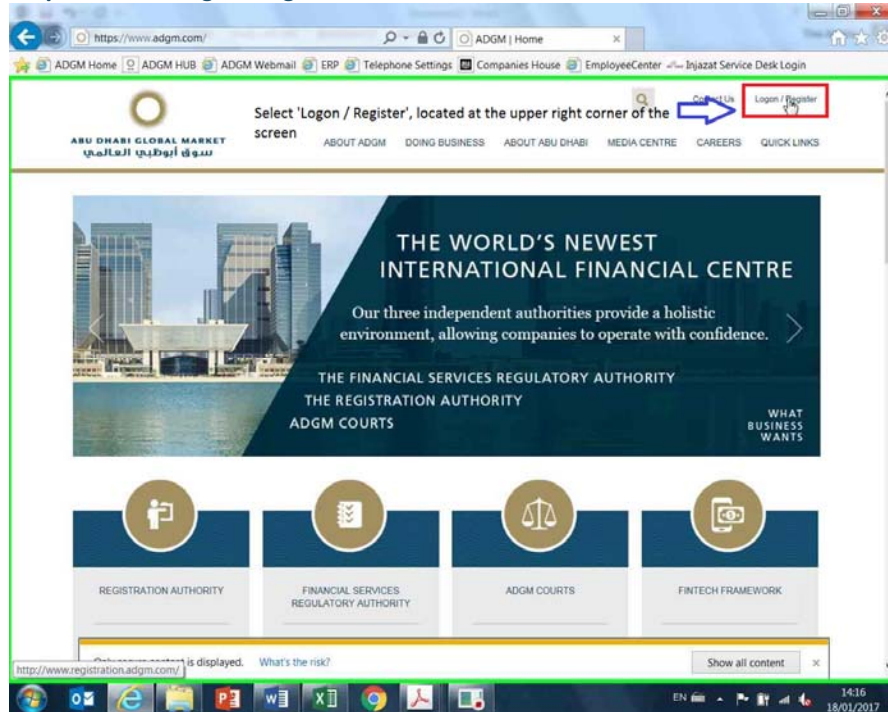 https://www.adgm.com/
ADGM | Home
ADGM Home ADGM HUB ADGM Webmail ERP Telephone Settings Companies House EmployeeCenter Injazat Service Desk Login
Contact Us Logon / Register
Select 'Logon / Register', located at the upper right corner of the
screen
ABU DHABI GLOBAL MARKET
سوق أبوظبي العالمي
ABOUT ADGM DOING BUSINESS ABOUT ABU DHABI MEDIA CENTRE CAREERS QUICK LINKS
THE WORLD'S NEWEST
INTERNATIONAL FINANCIAL CENTRE
Our three independent authorities provide a holistic
environment, allowing companies to operate with confidence.
THE FINANCIAL SERVICES REGULATORY AUTHORITY
THE REGISTRATION AUTHORITY
ADGM COURTS
WHAT
BUSINESS
WANTS
REGISTRATION AUTHORITY
FINANCIAL SERVICES
REGULATORY AUTHORITY
ADGM COURTS
FINTECH FRAMEWORK
Only secure content is displayed. What's the risk?
Show all content
http://www.registration.adgm.com/
EN
14:16
18/01/2017